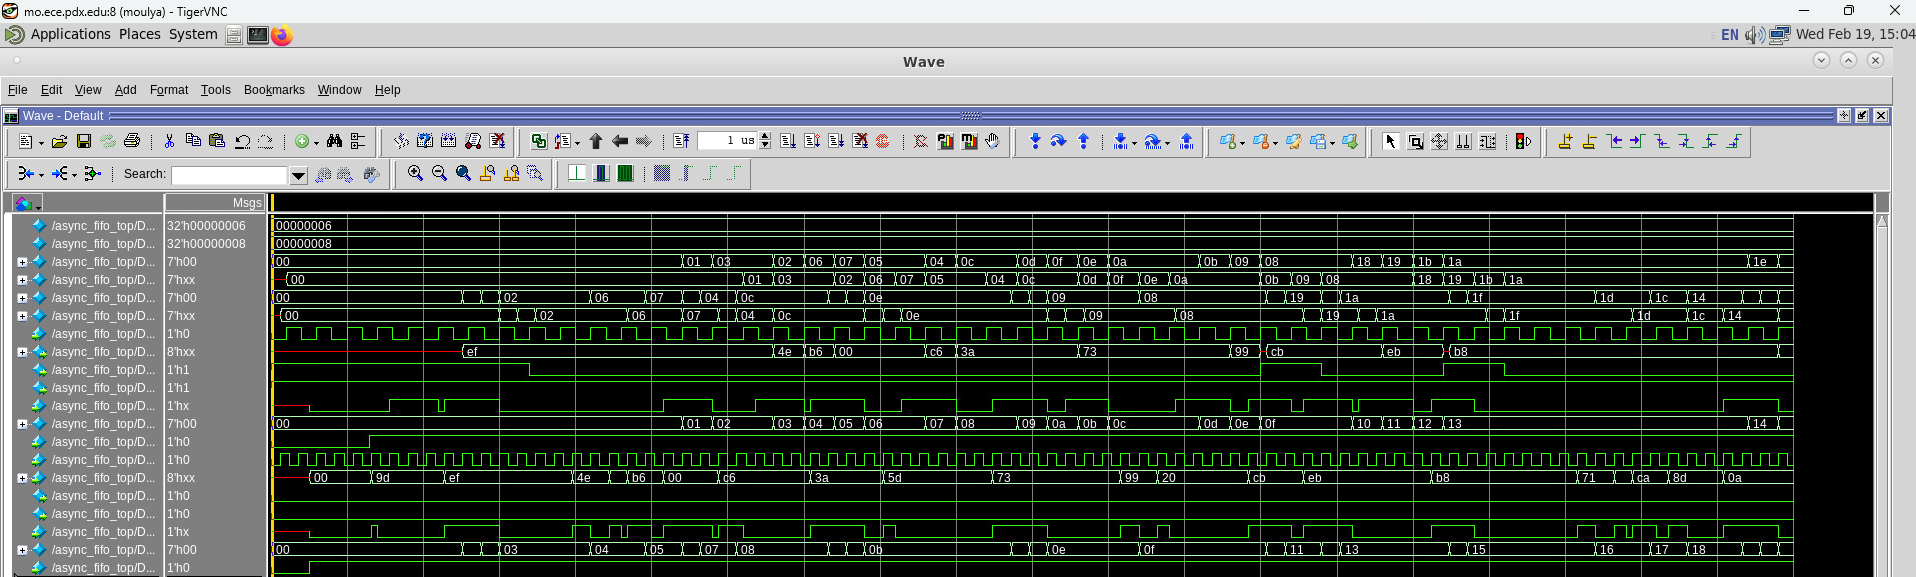 mo.ece.pdx.edu:8 (moulya) - TigerVNC
Applications Places System EN Wed Feb 19, 15:04
Wave
File Edit View Add Format Tools Bookmarks Window Help
Wave - Default
1 us
Search:
Msgs
/async_fifo_top/D... 32'h00000006 00000006
/async_fifo_top/D... 32'h00000008 00000008
/async_fifo_top/D... 7'h00 00 01 03 02 06 07 05 04 0c 0d 0f 0e 0a 0b 09 08 18 19 1b 1a 1e
/async_fifo_top/D... 7'hxx 00 01 03 02 06 07 05 04 0c 0d 0f 0e 0a 0b 09 08 18 19 1b 1a
/async_fifo_top/D... 7'h00 00 02 06 07 04 0c 0e 09 08 19 1a 1f 1d 1c 14
/async_fifo_top/D... 7'hxx 00 02 06 07 04 0c 0e 09 08 19 1a 1f 1d 1c 14
/async_fifo_top/D... 1'h0
/async_fifo_top/D... 8'hxx ef 4e b6 00 c6 3a 73 99 cb eb b8
/async_fifo_top/D... 1'h1
/async_fifo_top/D... 1'h1
/async_fifo_top/D... 1'hx
/async_fifo_top/D... 7'h00 00 01 02 03 04 05 06 07 08 09 0a 0b 0c 0d 0e 0f 10 11 12 13 14
/async_fifo_top/D... 1'h0
/async_fifo_top/D... 1'h0
/async_fifo_top/D... 8'hxx 00 9d ef 4e b6 00 c6 3a 5d 73 99 20 cb eb b8 71 ca 8d 0a
/async_fifo_top/D... 1'h0
/async_fifo_top/D... 1'h0
/async_fifo_top/D... 1'hx
/async_fifo_top/D... 7'h00 00 03 04 05 07 08 0b 0e 0f 11 13 15 16 17 18
/async_fifo_top/D... 1'h0